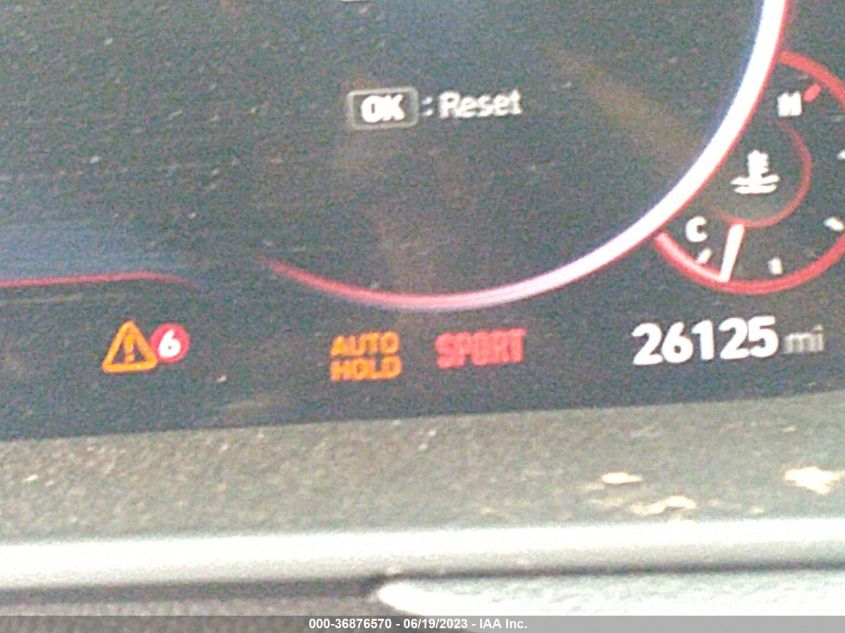 OK : Reset
H
C
6
AUTO HOLD
SPORT
26125 mi
000-36876570 - 06/19/2023 - IAA Inc.